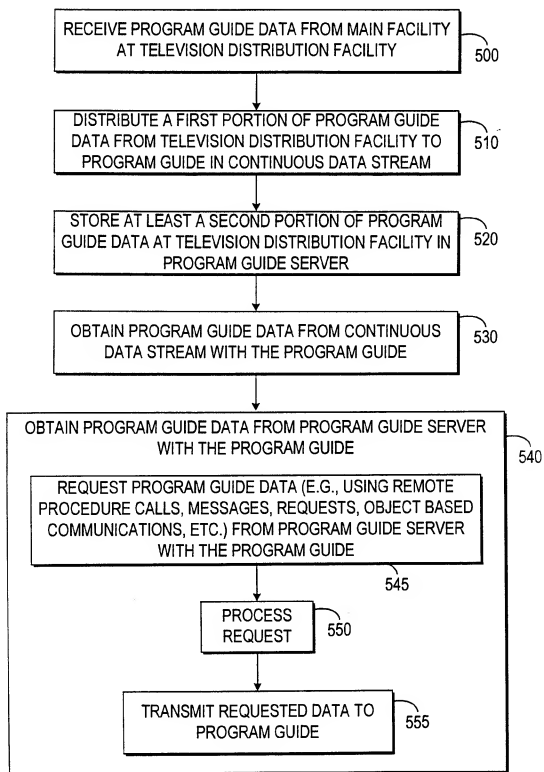 RECEIVE PROGRAM GUIDE DATA FROM MAIN FACILITY
AT TELEVISION DISTRIBUTION FACILITY
500
DISTRIBUTE A FIRST PORTION OF PROGRAM GUIDE
DATA FROM TELEVISION DISTRIBUTION FACILITY TO
PROGRAM GUIDE IN CONTINUOUS DATA STREAM
510
STORE AT LEAST A SECOND PORTION OF PROGRAM
GUIDE DATA AT TELEVISION DISTRIBUTION FACILITY IN
PROGRAM GUIDE SERVER
520
OBTAIN PROGRAM GUIDE DATA FROM CONTINUOUS
DATA STREAM WITH THE PROGRAM GUIDE
530
OBTAIN PROGRAM GUIDE DATA FROM PROGRAM GUIDE SERVER
WITH THE PROGRAM GUIDE
540
REQUEST PROGRAM GUIDE DATA (E.G., USING REMOTE
PROCEDURE CALLS, MESSAGES, REQUESTS, OBJECT BASED
COMMUNICATIONS, ETC.) FROM PROGRAM GUIDE SERVER
WITH THE PROGRAM GUIDE
545
PROCESS
REQUEST
550
TRANSMIT REQUESTED DATA TO
PROGRAM GUIDE
555